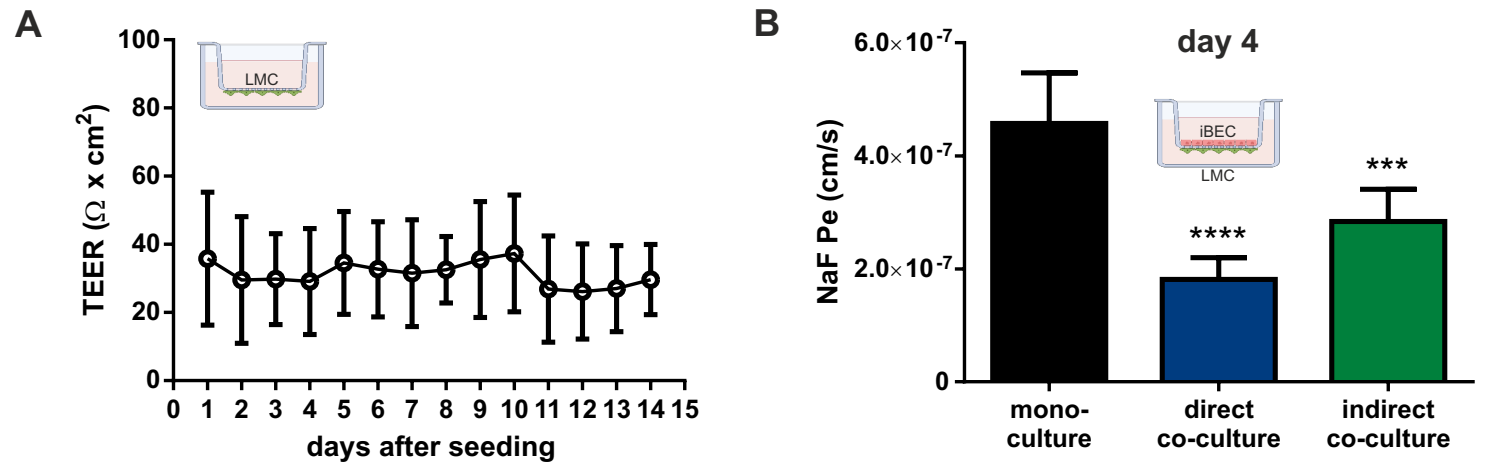 A
100
80
60
40
20
0
TEER (Ω x cm²)
LMC
0 1 2 3 4 5 6 7 8 9 10 11 12 13 14 15
days after seeding
B
day 4
6.0×10⁻⁷
4.0×10⁻⁷
2.0×10⁻⁷
0
NaF Pe (cm/s)
iBEC
LMC
****
***
mono-
culture
direct
co-culture
indirect
co-culture